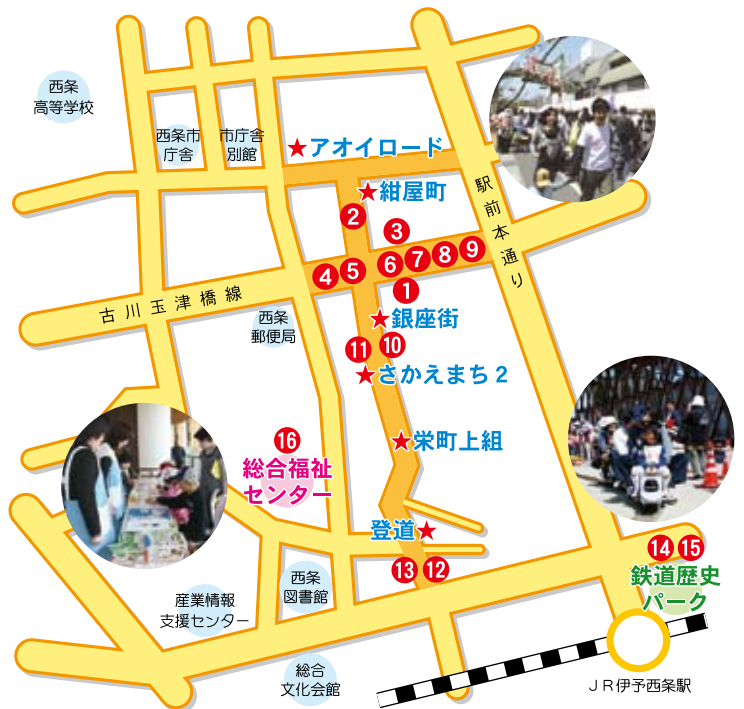 西条
高等学校
西条市
庁舎
市庁舎
別館
★アオイロード
★紺屋町
駅前本通り
2
3
4
5
6
7
8
9
1
古川玉津橋線
西条
郵便局
★銀座街
11
10
★さかえまち2
16
総合福祉
センター
★栄町上組
登道★
13
12
14
15
鉄道歴史
パーク
西条
図書館
産業情報
支援センター
総合
文化会館
JR伊予西条駅